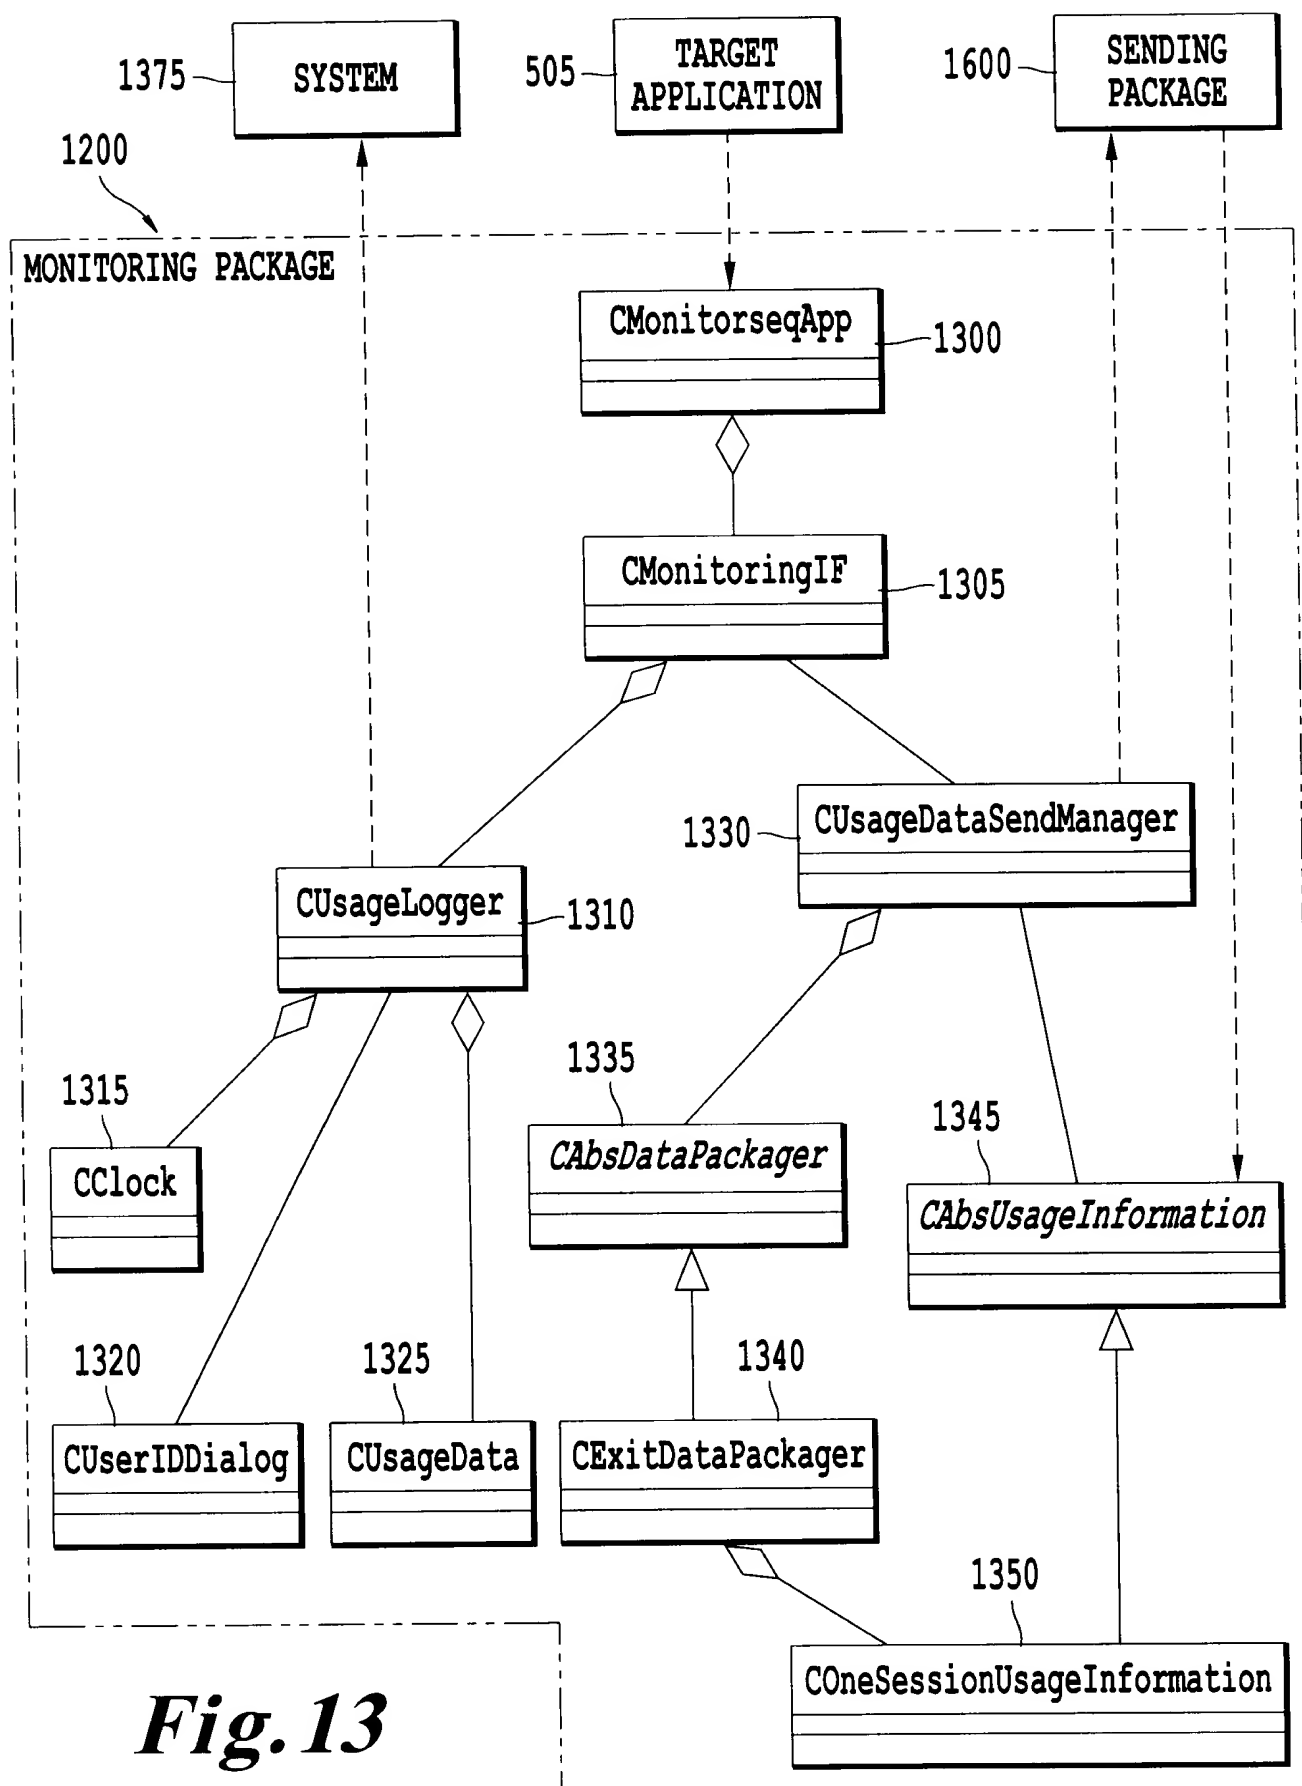 1375
SYSTEM
505
TARGET
APPLICATION
1600
SENDING
PACKAGE
1200
MONITORING PACKAGE
CMonitorseqApp
1300
CMonitoringIF
1305
1330
CUsageDataSendManager
CUsageLogger
1310
1335
1315
1345
CAbsDataPackager
CClock
CAbsUsageInformation
1320
1325
1340
CUserIDDialog
CUsageData
CExitDataPackager
1350
COneSessionUsageInformation
Fig. 13